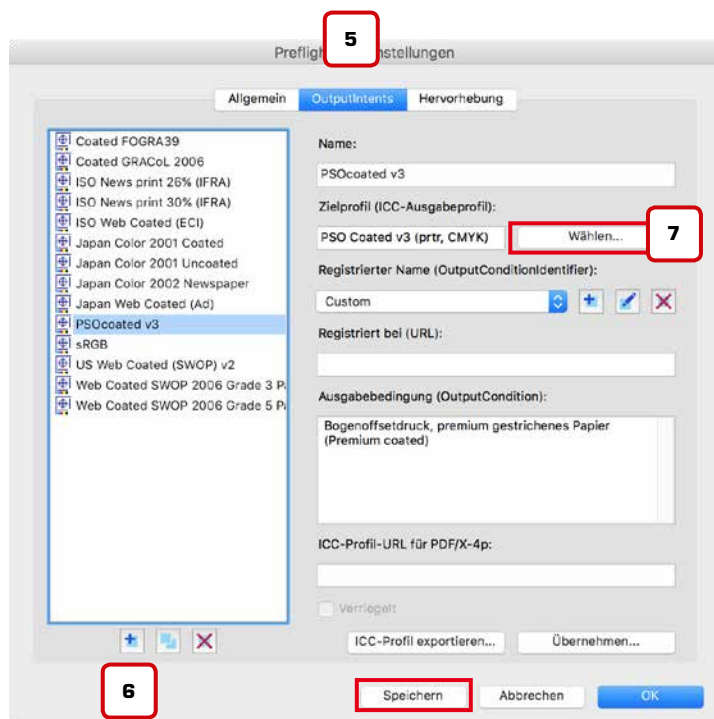 5
Preflig nstellungen
Allgemein OutputIntents Hervorhebung
Coated FOGRA39
Coated GRACoL 2006
ISO News print 26% (IFRA)
ISO News print 30% (IFRA)
ISO Web Coated (ECI)
Japan Color 2001 Coated
Japan Color 2001 Uncoated
Japan Color 2002 Newspaper
Japan Web Coated (Ad)
PSOcoated v3
sRGB
US Web Coated (SWOP) v2
Web Coated SWOP 2006 Grade 3 P
Web Coated SWOP 2006 Grade 5 P
6
Name:
PSOcoated v3
Zielprofil (ICC-Ausgabeprofil):
PSO Coated v3 (prtr, CMYK) Wählen... 7
Registrierter Name (OutputConditionIdentifier):
Custom
Registriert bei (URL):
Ausgabebedingung (OutputCondition):
Bogenoffsetdruck, premium gestrichenes Papier
(Premium coated)
ICC-Profil-URL für PDF/X-4p:
Verriegelt
ICC-Profil exportieren... Übernehmen...
Speichern Abbrechen OK